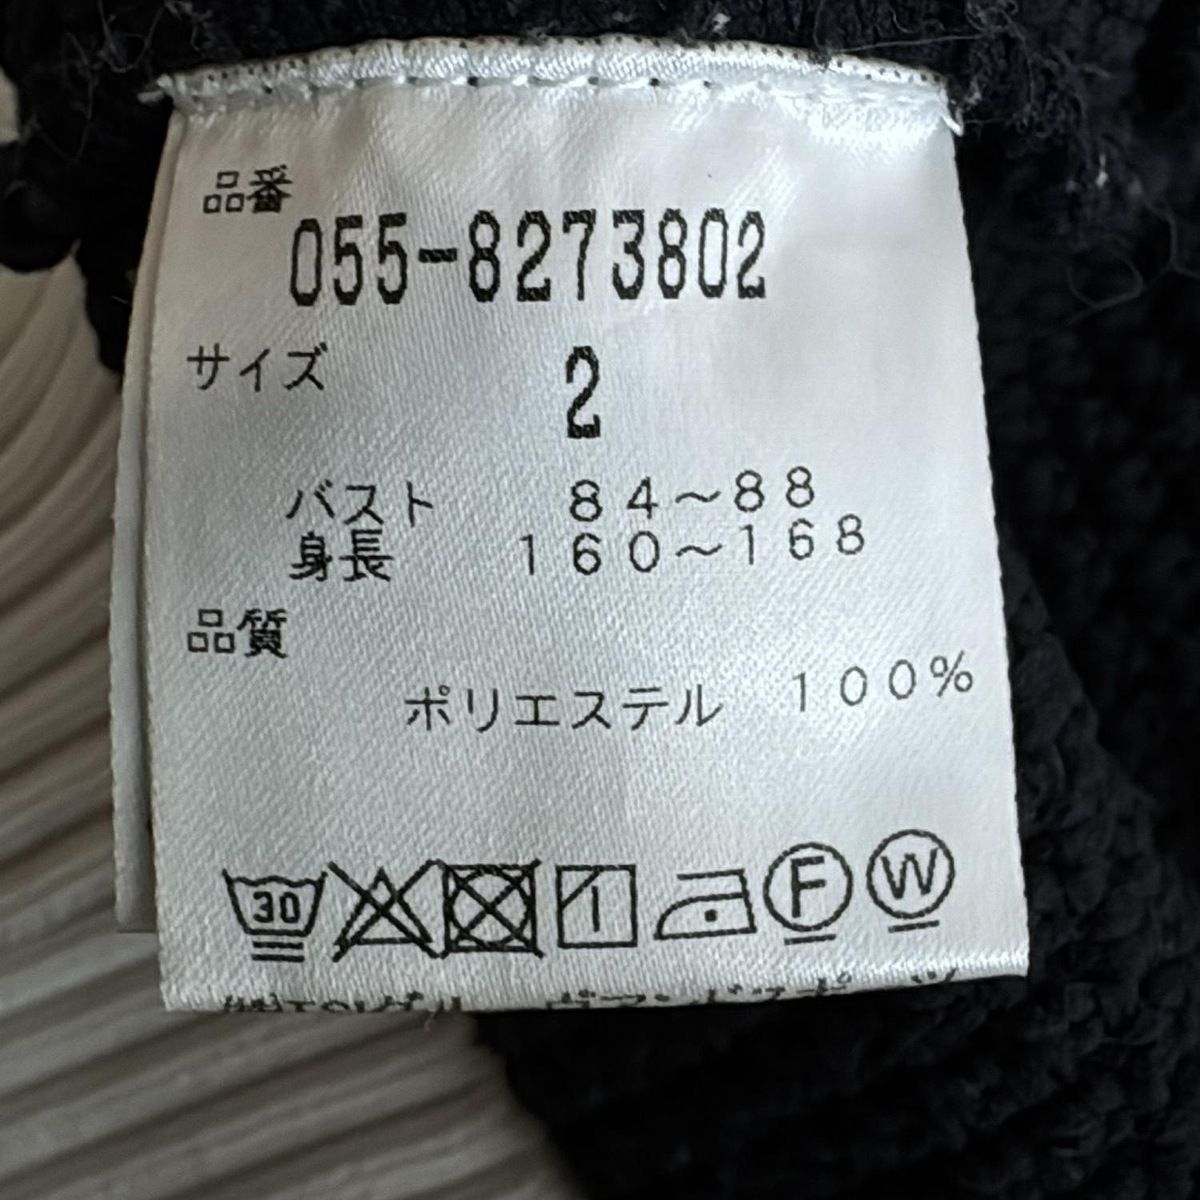 品番
055-8273802
サイズ 2
バスト 84～88
身長 160～168
品質
ポリエステル 100%
30 F W